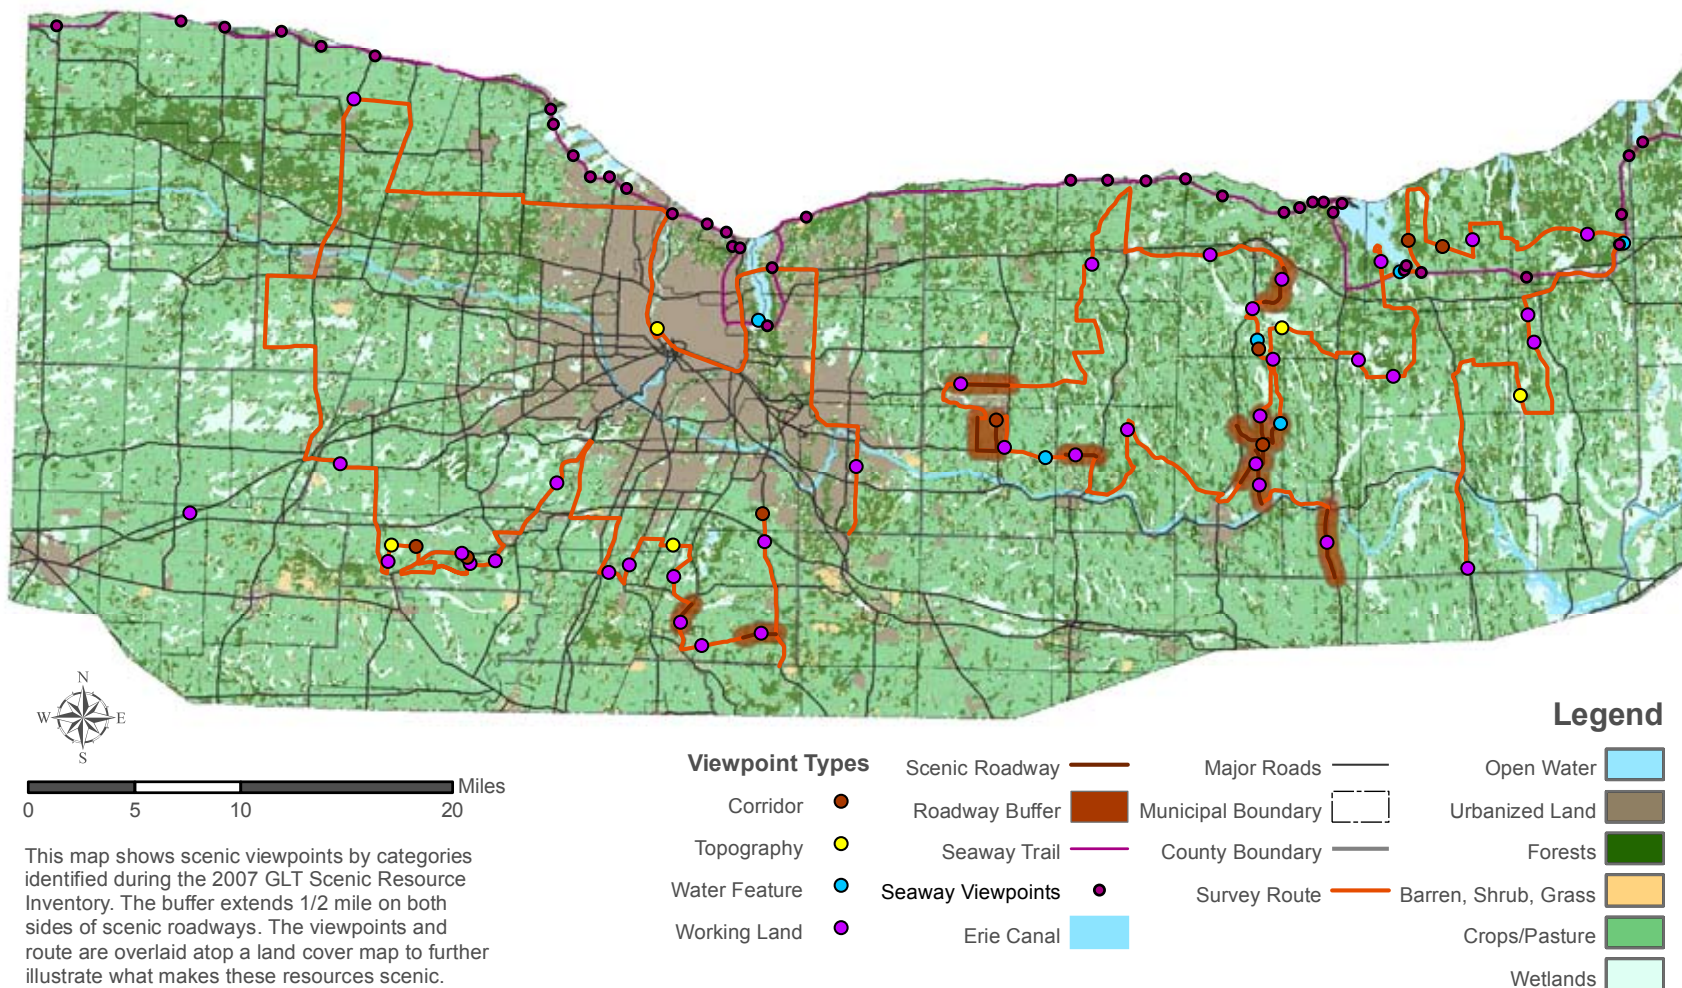 N
W E
S
Miles
0 5 10 20
This map shows scenic viewpoints by categories
identified during the 2007 GLT Scenic Resource
Inventory. The buffer extends 1/2 mile on both
sides of scenic roadways. The viewpoints and
route are overlaid atop a land cover map to further
illustrate what makes these resources scenic.
Legend
Viewpoint Types
Corridor
Topography
Water Feature
Working Land
Scenic Roadway
Roadway Buffer
Seaway Trail
Seaway Viewpoints
Erie Canal
Major Roads
Municipal Boundary
County Boundary
Survey Route
Open Water
Urbanized Land
Forests
Barren, Shrub, Grass
Crops/Pasture
Wetlands